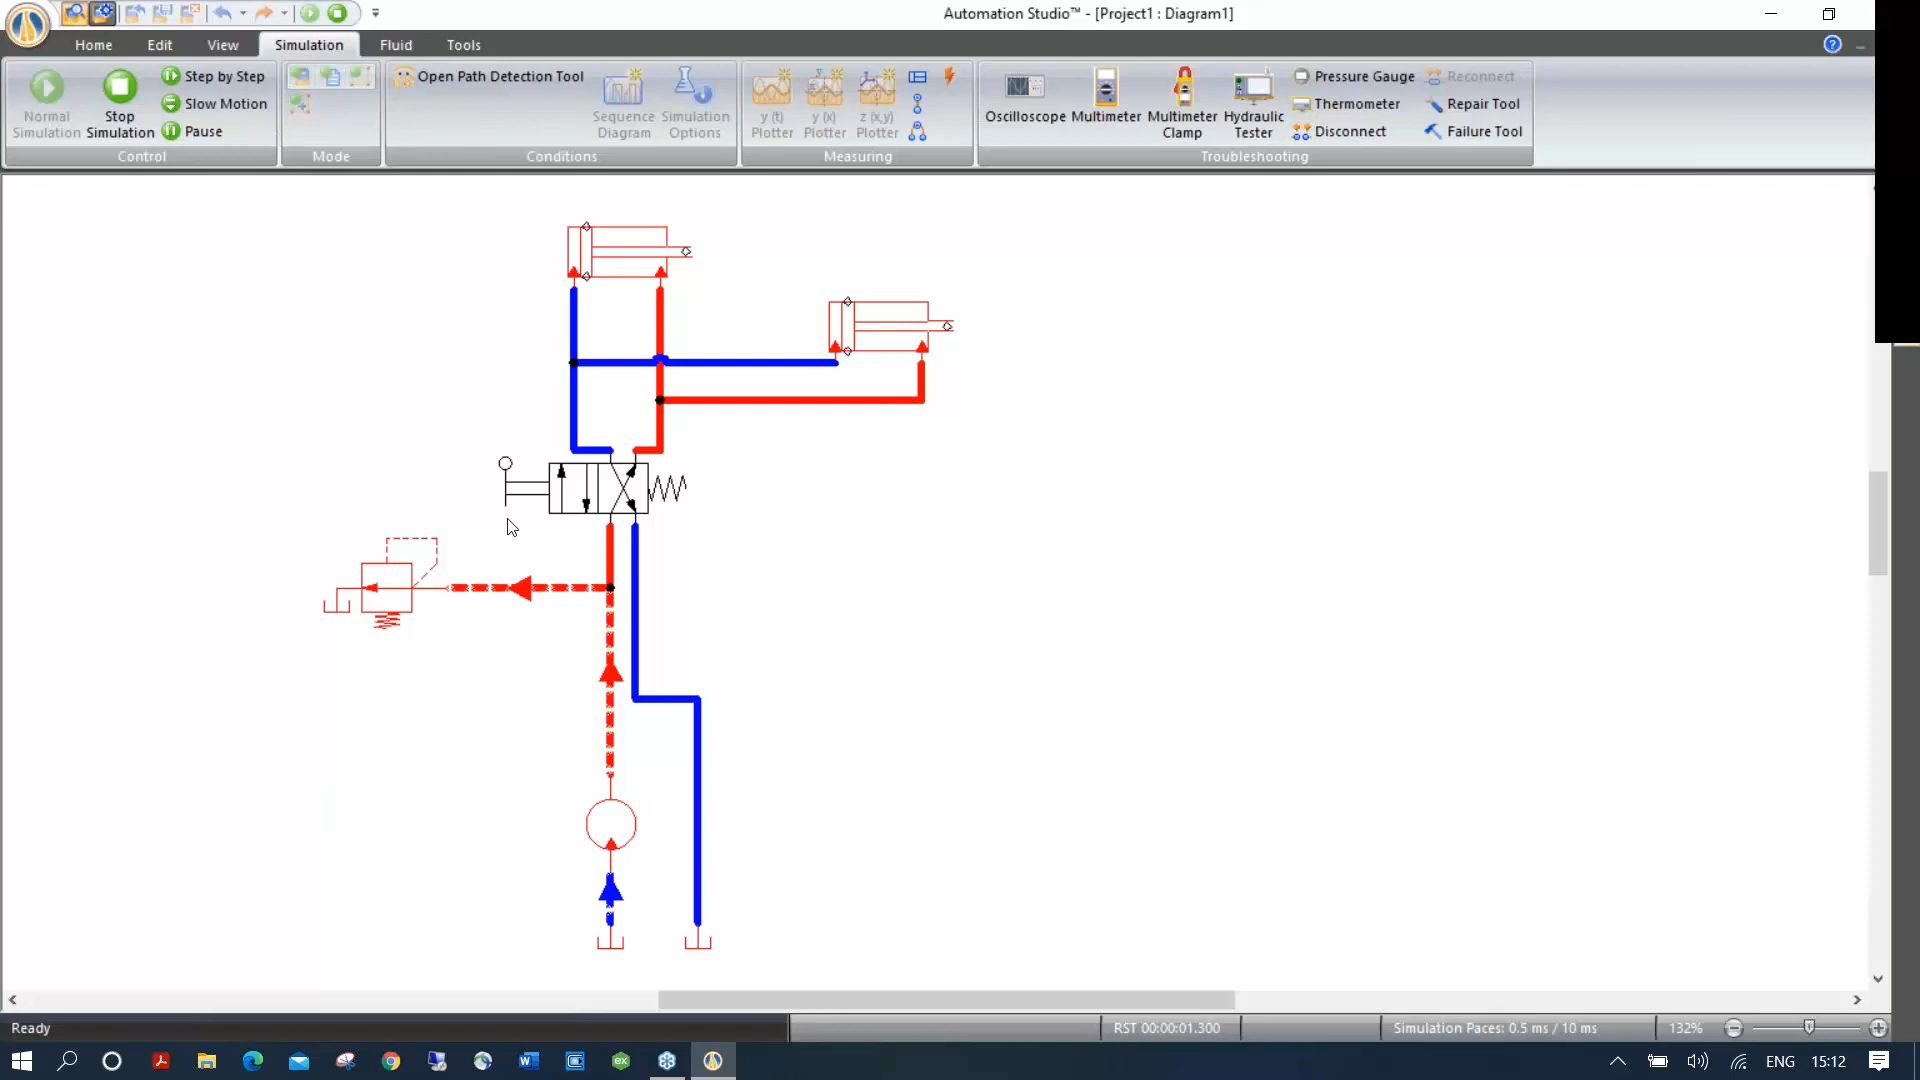 Automation Studio™ - [Project1 : Diagram1]
Home Edit View Simulation Fluid Tools
Normal Simulation
Stop Simulation
Step by Step
Slow Motion
Pause
Control
Mode
Open Path Detection Tool
Sequence Diagram
Simulation Options
Conditions
y (t) Plotter
y (x) Plotter
z (x,y) Plotter
Measuring
Oscilloscope
Multimeter
Multimeter Clamp
Hydraulic Tester
Pressure Gauge
Thermometer
Disconnect
Reconnect
Repair Tool
Failure Tool
Troubleshooting
Ready
RST 00:00:01.300
Simulation Paces: 0.5 ms / 10 ms
132%
ENG 15:12